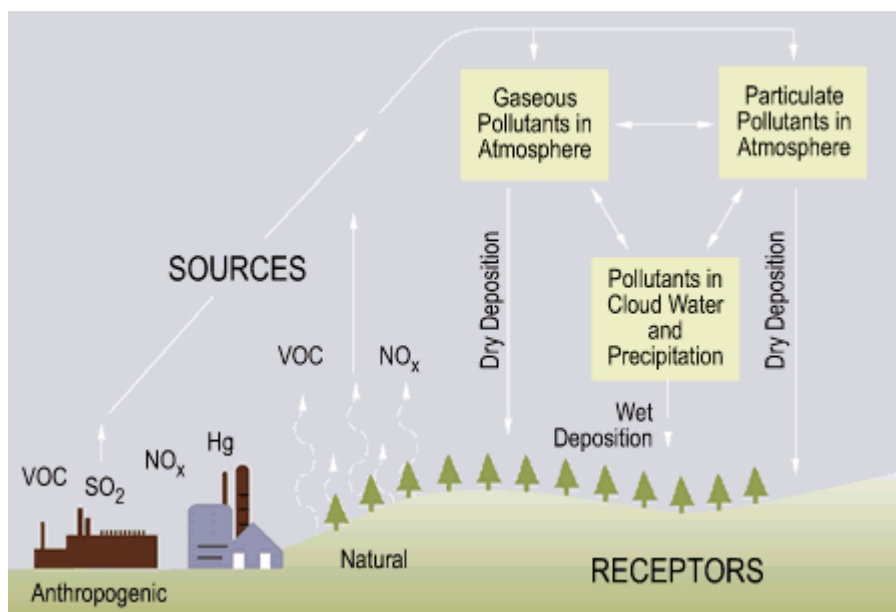 Gaseous
Pollutants in
Atmosphere
Particulate
Pollutants in
Atmosphere
SOURCES
Dry Deposition
Pollutants in
Cloud Water
and
Precipitation
Dry Deposition
VOC
NOx
Wet
Deposition
VOC
SO2
NOx
Hg
Natural
RECEPTORS
Anthropogenic